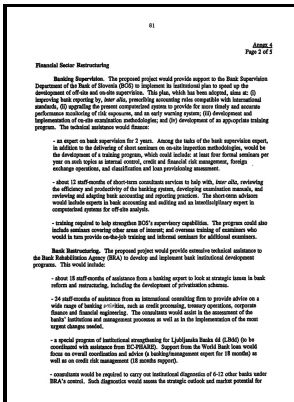 81
Annex 4
Page 2 of 5
Financial Sector Restructuring
Banking Supervision. The proposed project would provide support to the Bank Supervision
Department of the Bank of Slovenia (BOS) to implement its institutional plan to speed up the
development of off-site and on-site supervision. This plan, which has been adopted, aims at: (i)
improving bank reporting by, inter alia, prescribing accounting rules compatible with international
standards, (ii) upgrading the present computerized system to provide for more timely and accurate
performance monitoring of risk exposures, and an early warning system; (iii) development and
implementation of on-site examination methodologies; and (iv) development of an appropriate training
program. The technical assistance would finance:
- an expert on bank supervision for 2 years. Among the tasks of the bank supervision expert,
in addition to the delivering of short seminars on on-site inspection methodologies, would be
the development of a training program, which could include: at least four formal seminars per
year on such topics as internal control, credit and financial risk management, foreign
exchange operations, and classification and loan provisioning assessment.
- about 12 staff-months of short-term consultants services to help with, inter alia, reviewing
the efficiency and productivity of the banking system, developing examination manuals, and
reviewing and adapting bank accounting and reporting practices. The short-term advisors
would include experts in bank accounting and auditing and an interdisciplinary expert in
computerized systems for off-site analysis.
- training required to help strengthen BOS's supervisory capabilities. The program could also
include seminars covering other areas of interest; and overseas training of examiners who
would in turn provide on-the-job training and informal seminars for additional examiners.
Bank Restructuring. The proposed project would provide extensive technical assistance to
the Bank Rehabilitation Agency (BRA) to develop and implement bank institutional development
programs. This would include:
- about 18 staff-months of assistance from a banking expert to look at strategic issues in bank
reform and restructuring, including the development of privatization schemes.
- 24 staff-months of assistance from an international consulting firm to provide advice on a
wide range of banking activities, such as credit processing, treasury operations, corporate
finance and financial engineering. The consultants would assist in the assessment of the
banks' institutions and management processes as well as in the implementation of the most
urgent changes needed.
- a special program of institutional strengthening for Ljubljanska Banka dd (LBdd) (to be
coordinated with assistance from EC-PHARE). Support from the World Bank loan would
focus on overall coordination and advice (a banking/management expert for 18 months) as
well as on credit risk management (18 months support).
- consultants would be required to carry out institutional diagnostics of 6-12 other banks under
BRA's control. Such diagnostics would assess the strategic outlook and market potential for